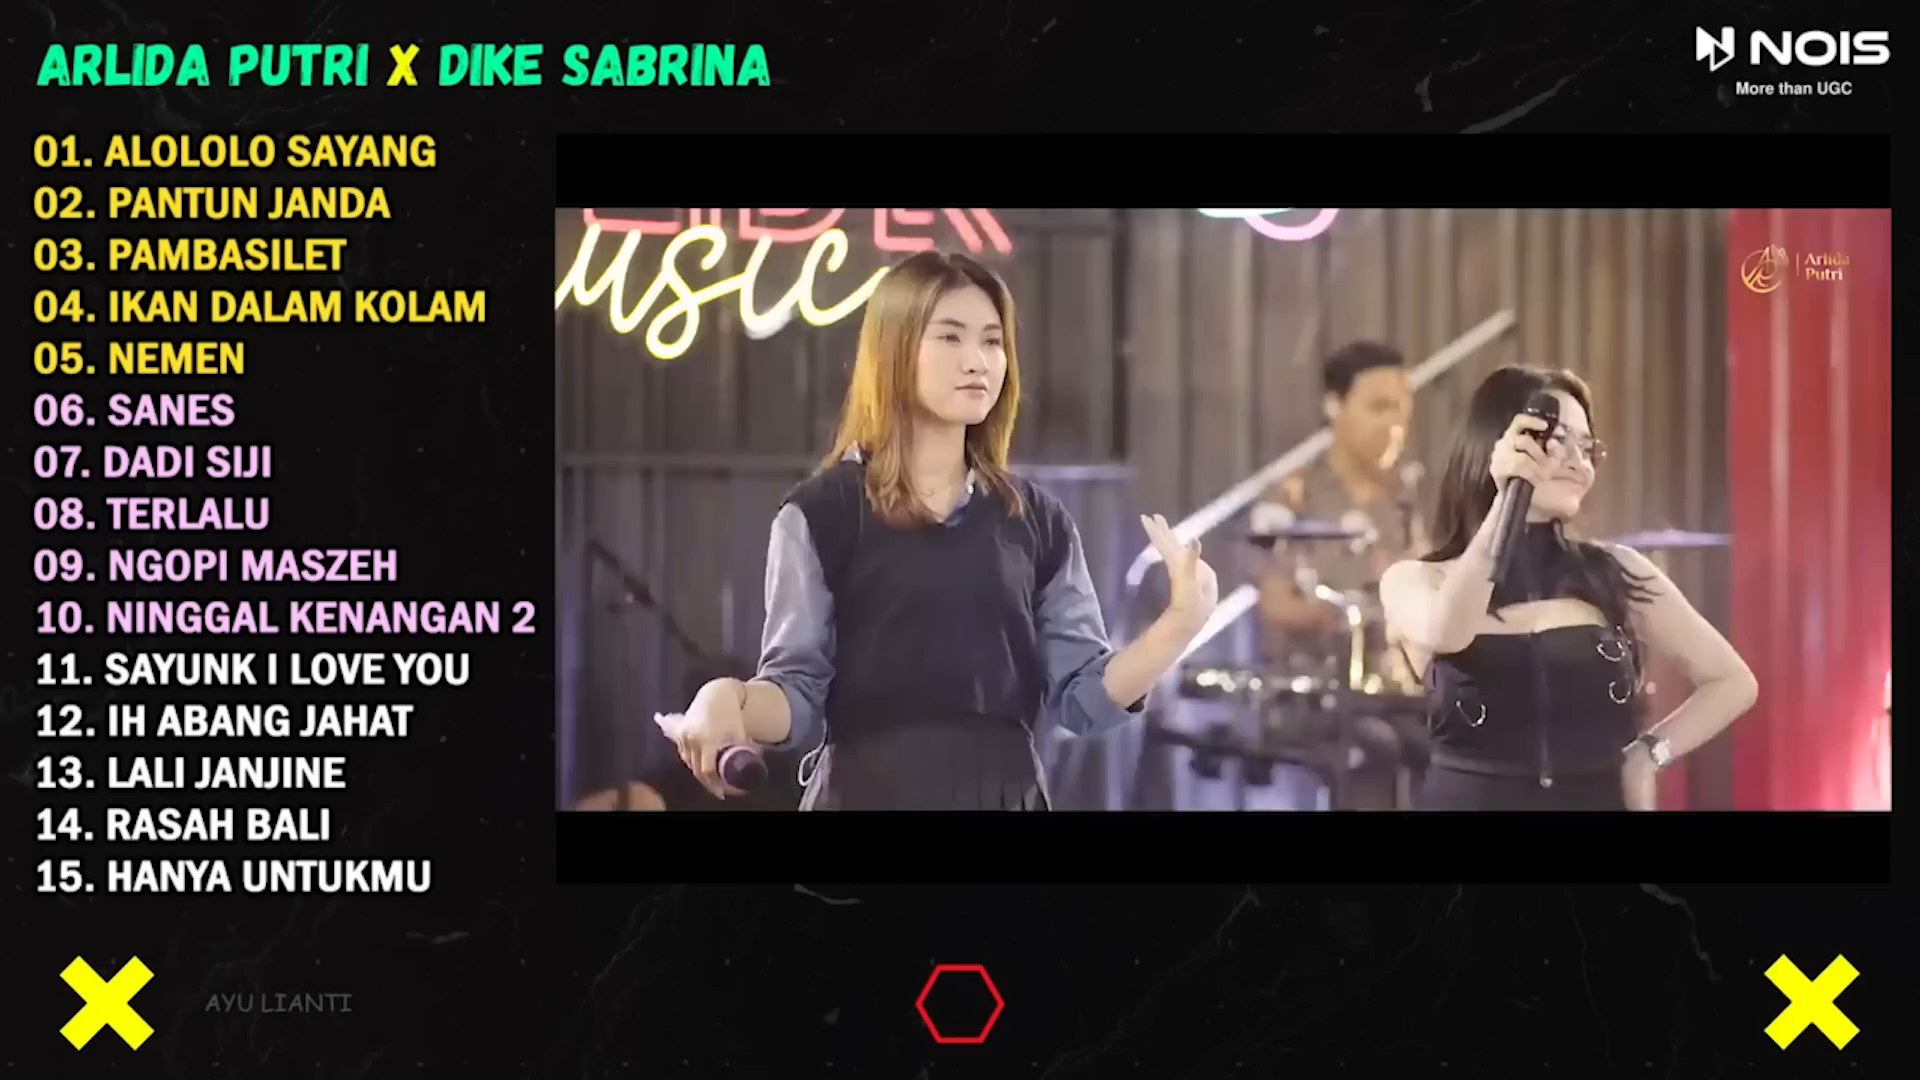 ARLIDA PUTRI X DIKE SABRINA
NOIS
More than UGC
01. ALOLOLO SAYANG
02. PANTUN JANDA
03. PAMBASILET
04. IKAN DALAM KOLAM
05. NEMEN
06. SANES
07. DADI SIJI
08. TERLALU
09. NGOPI MASZEH
10. NINGGAL KENANGAN 2
11. SAYUNK I LOVE YOU
12. IH ABANG JAHAT
13. LALI JANJINE
14. RASAH BALI
15. HANYA UNTUKMU
Arlida
Putri
AYU LIANTI